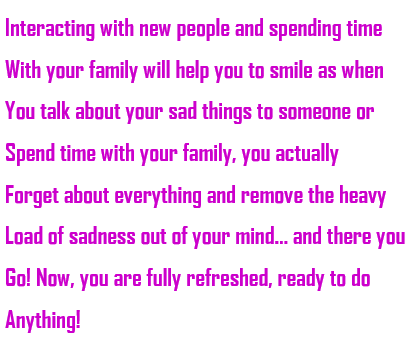 Interacting with new people and spending time
With your family will help you to smile as when
You talk about your sad things to someone or
Spend time with your family, you actually
Forget about everything and remove the heavy
Load of sadness out of your mind... and there you
Go! Now, you are fully refreshed, ready to do
Anything!